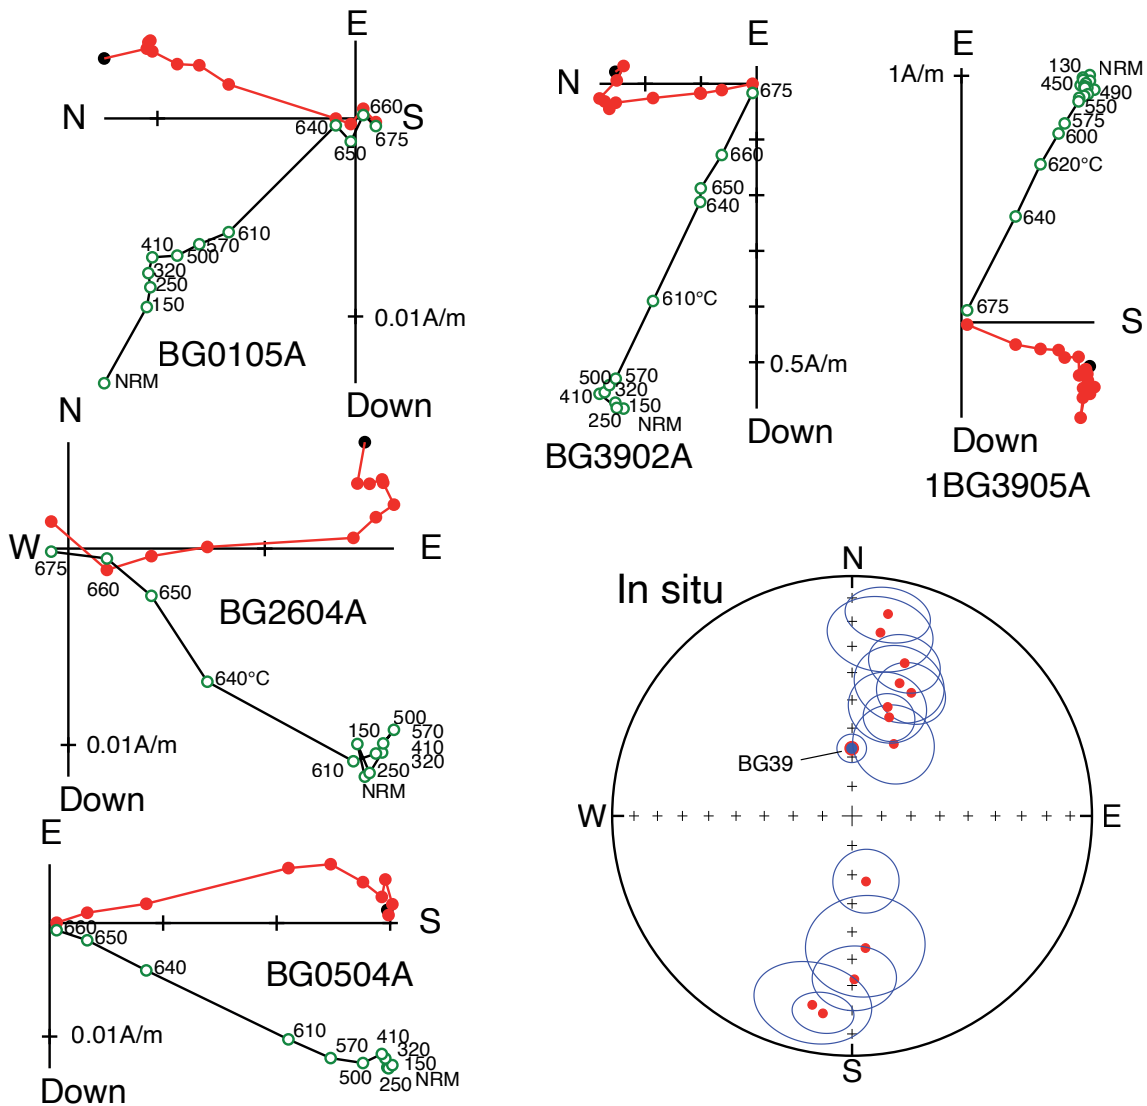 E
N
S
660
640
650
675
410
610
570
500
320
250
150
0.01A/m
BG0105A
NRM
Down
E
N
675
660
650
640
610°C
0.5A/m
500
570
320
410
150
250
NRM
Down
BG3902A
E
1A/m
130
NRM
450
490
550
575
600
620°C
640
675
S
Down
1BG3905A
N
W
E
675
660
650
BG2604A
640°C
0.01A/m
150
500
570
410
320
610
250
NRM
Down
E
S
660
650
640
BG0504A
0.01A/m
610
570
410
320
150
500
250
NRM
Down
In situ
N
BG39
W
E
S